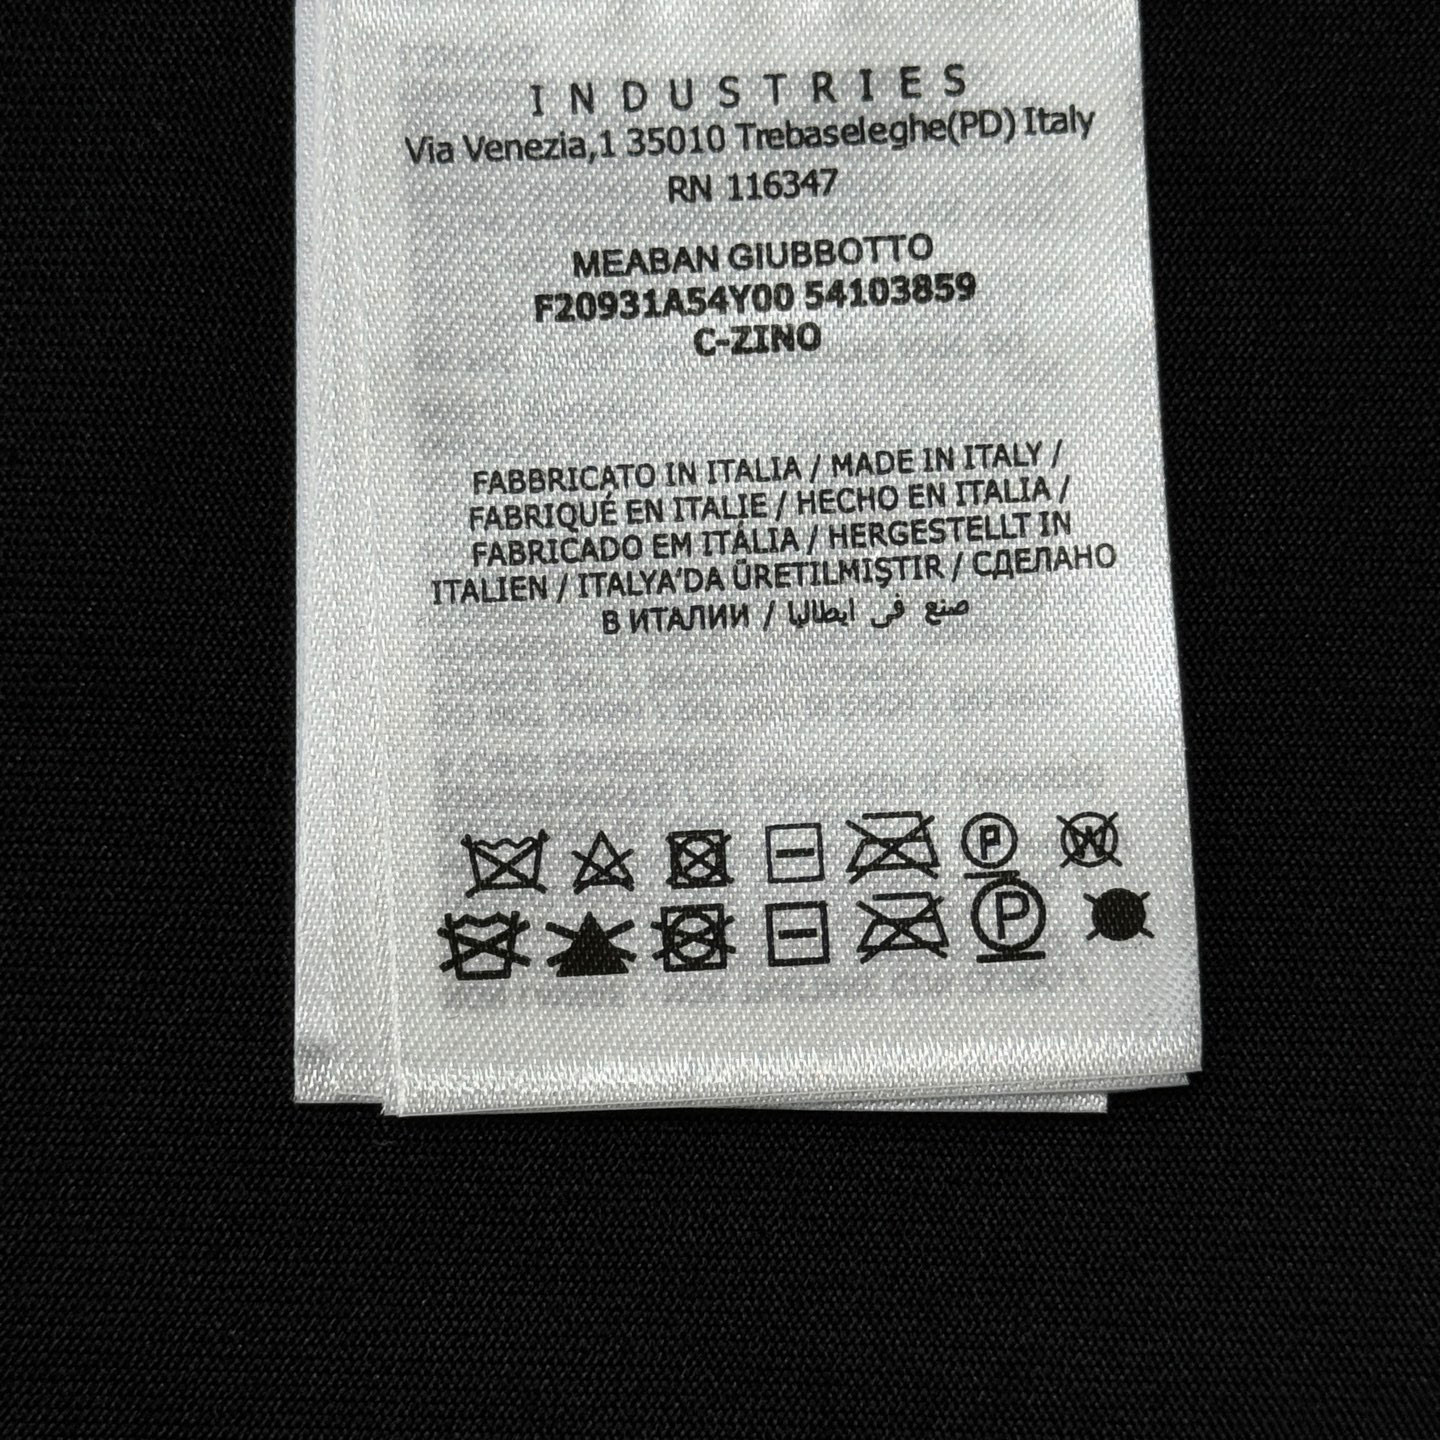 INDUSTRIES
Via Venezia,1 35010 Trebaseleghe(PD) Italy
RN 116347
MEABAN GIUBBOTTO
F20931A54Y00 54103859
C-ZINO
FABBRICATO IN ITALIA / MADE IN ITALY /
FABRIQUÉ EN ITALIE / HECHO EN ITALIA /
FABRICADO EM ITÁLIA / HERGESTELLT IN
ITALIEN / ITALYA'DA ÜRETILMIŞTIR / СДЕЛАНО
В ИТАЛИИ / صنع في ايطاليا
P W
P